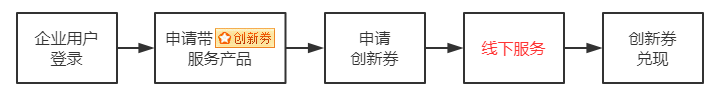 企业用户
登录
申请带 创新券
服务产品
申请
创新券
线下服务
创新券
兑现